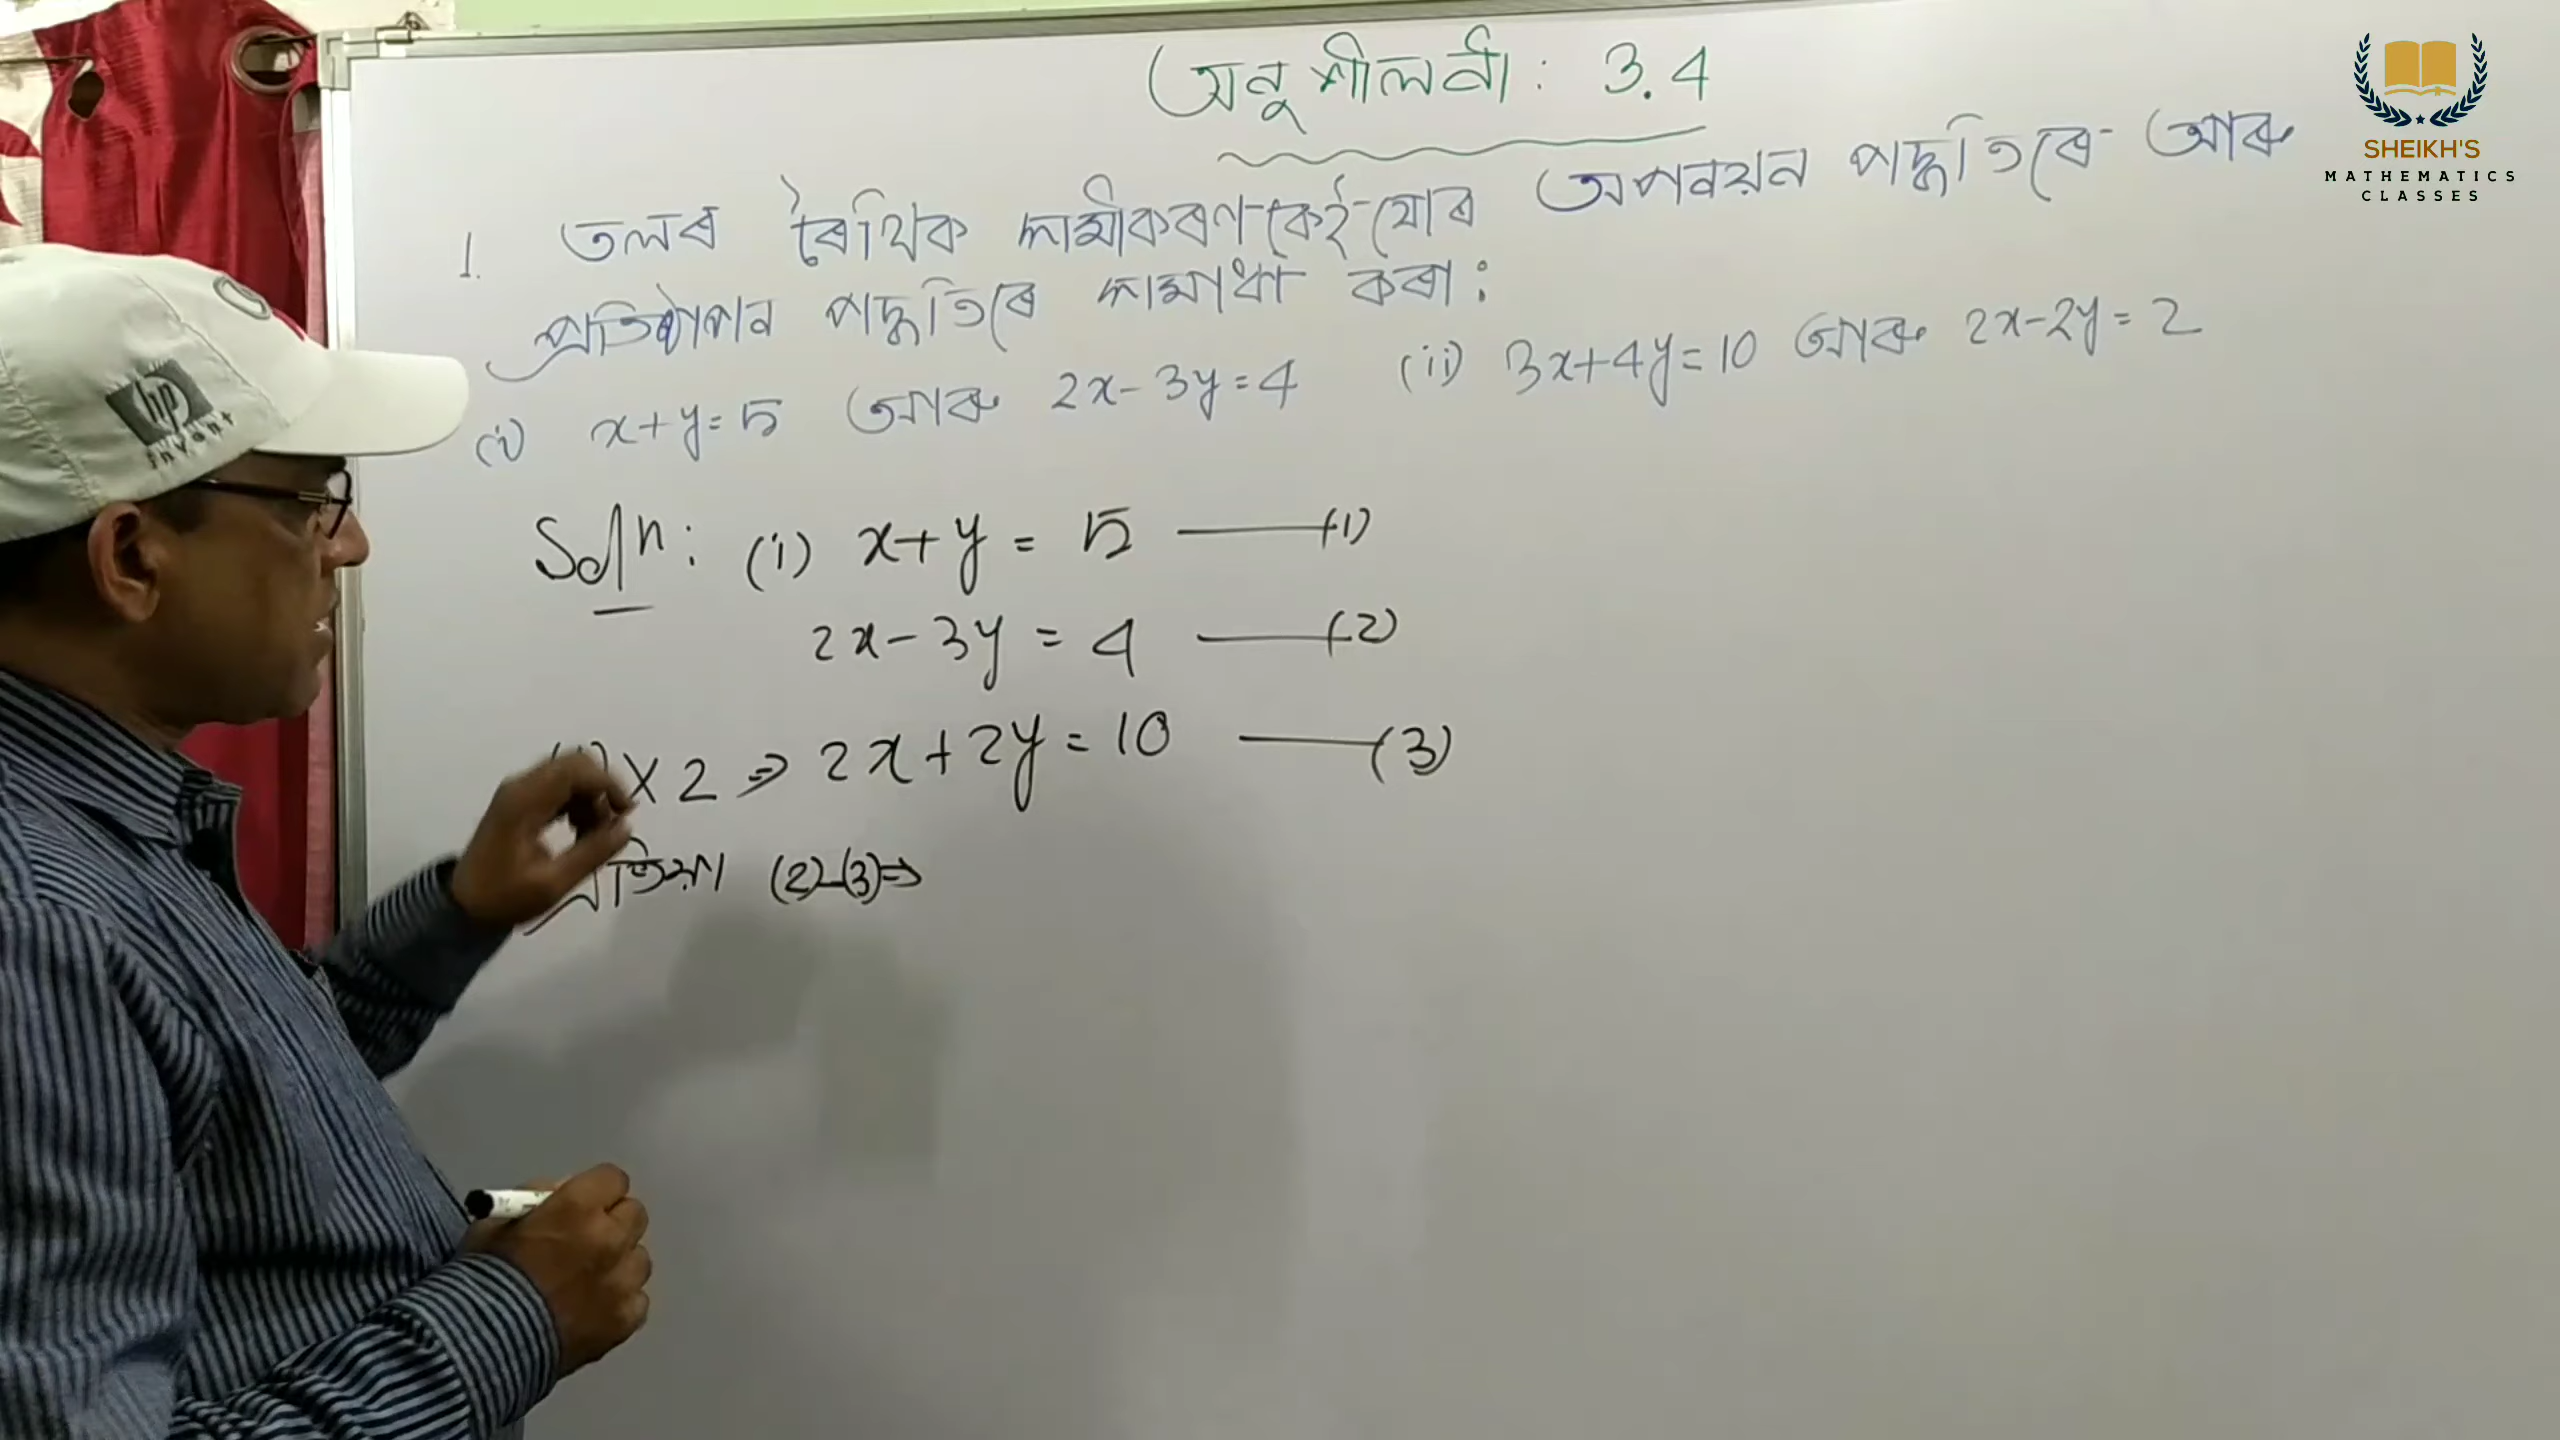 অনুশীলনী : 3.4
1. তলৰ ৰৈখিক সমীকৰণ কেইযোৰ অপনয়ন পদ্ধতিৰে আৰু
প্ৰতিষ্ঠাপন পদ্ধতিৰে সমাধা কৰা :
(i) x+y=5 আৰু 2x-3y=4 (ii) 3x+4y=10 আৰু 2x-2y=2
Soln: (i) x+y = 5 —— (1)
2x-3y = 4 —— (2)
×2 ⇒ 2x+2y=10 —— (3)
(2)-(3)⇒
SHEIKH'S
MATHEMATICS
CLASSES
hp
invent